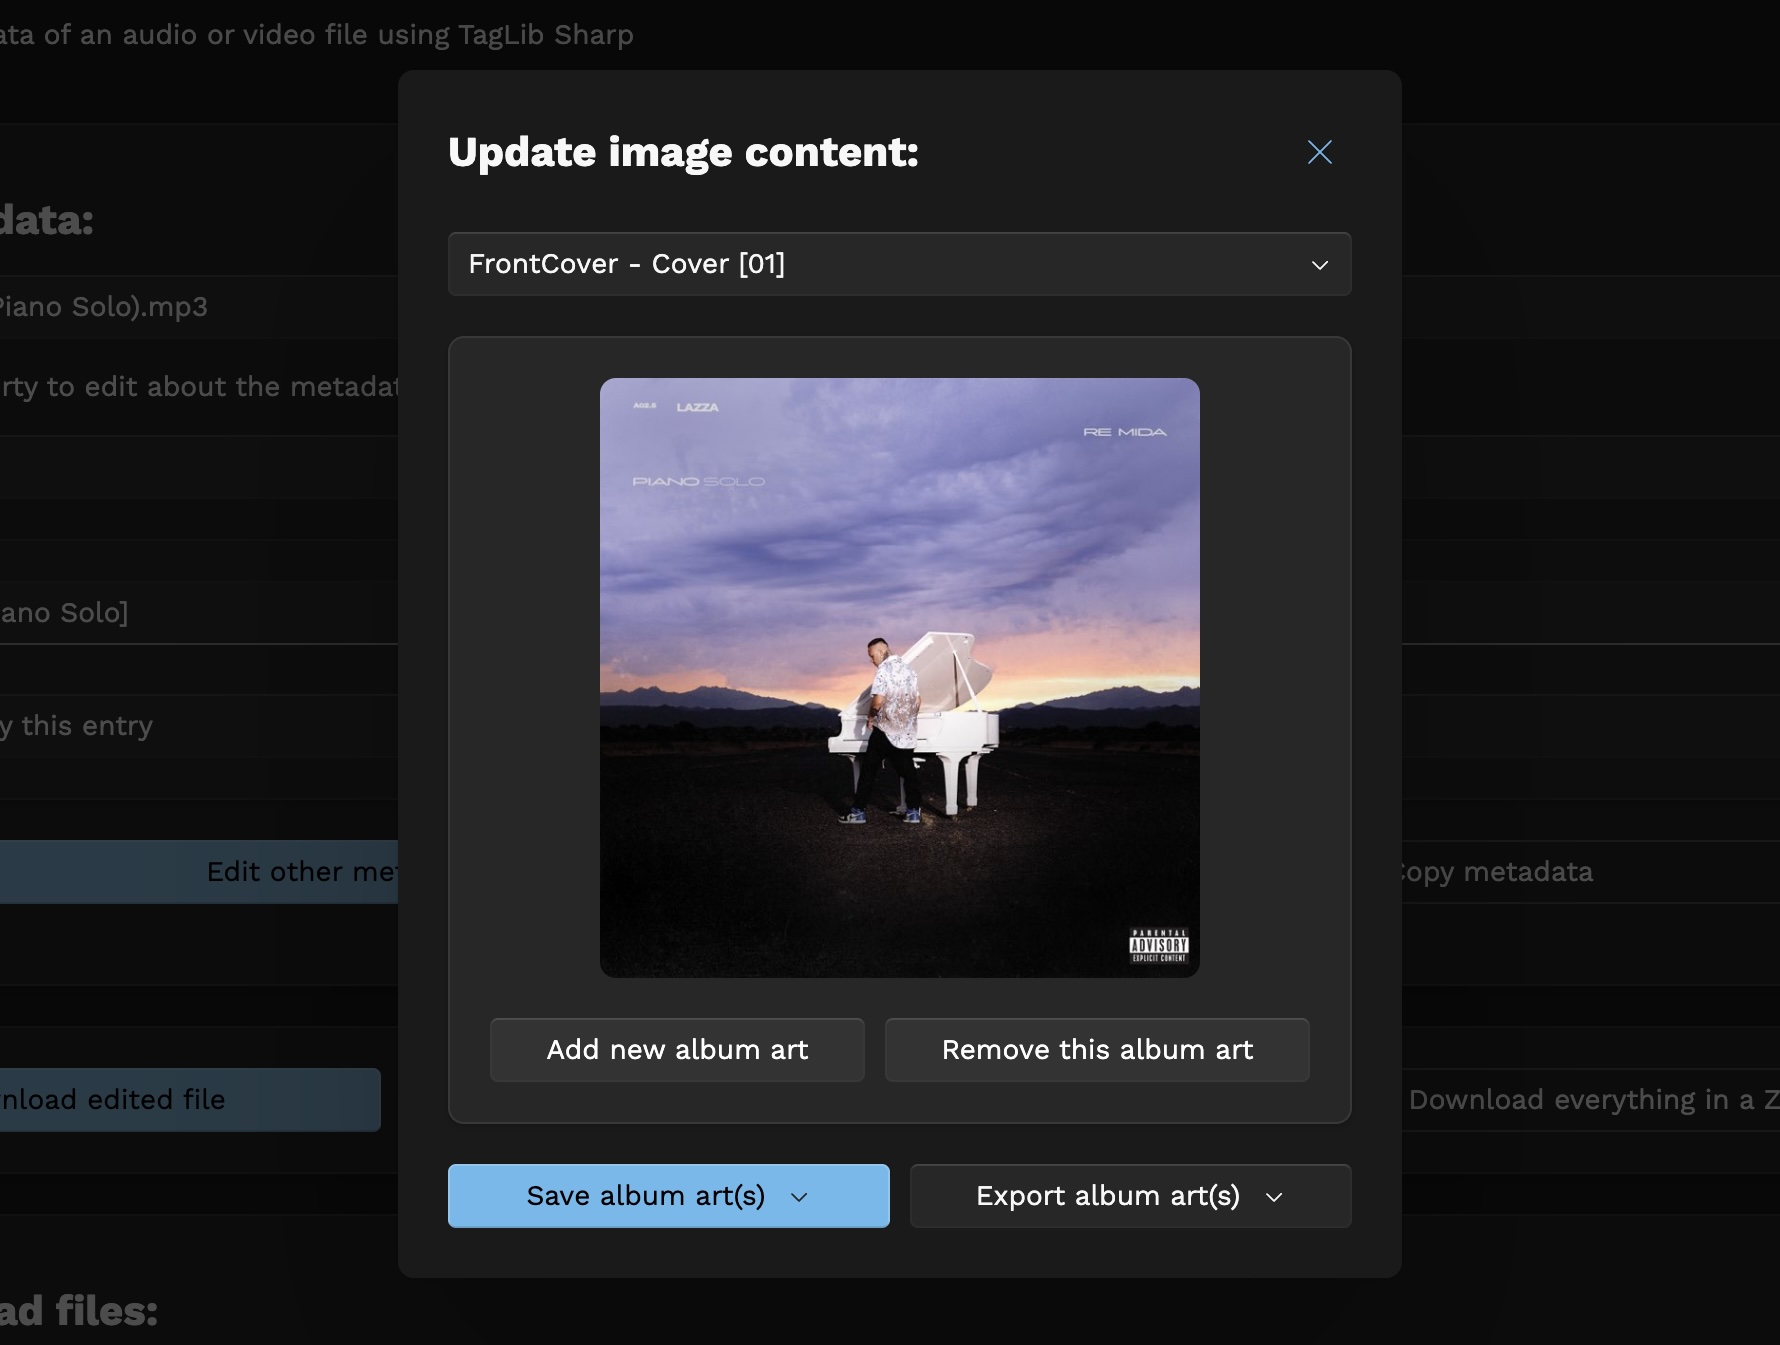 ata of an audio or video file using TagLib Sharp
Update image content:
data:
FrontCover - Cover [01]
Piano Solo).mp3
rty to edit about the metadat
A02.8 LAZZA
RE MIDA
PIANO SOLO
ano Solo]
y this entry
Edit other met
Copy metadata
PARENTAL
ADVISORY
EXPLICIT CONTENT
Add new album art
Remove this album art
nload edited file
Download everything in a Z
Save album art(s)
Export album art(s)
ad files: